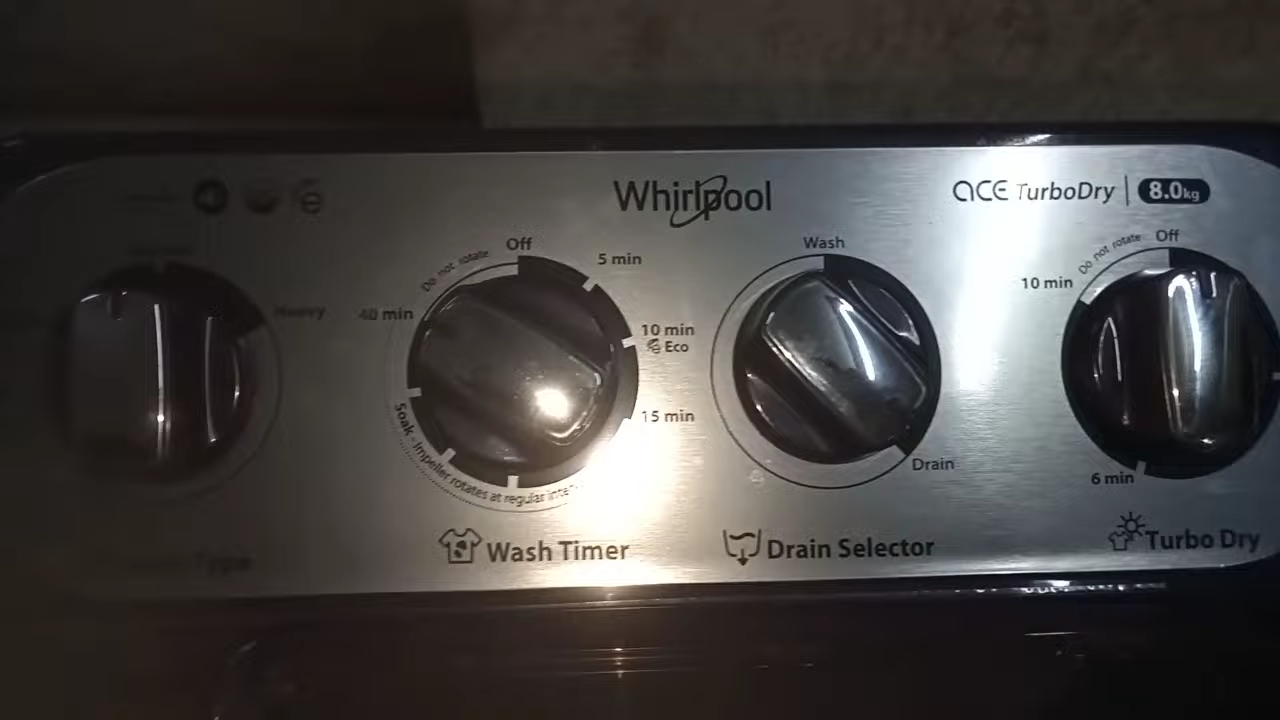 Whirlpool
ace TurboDry | 8.0kg
Heavy
Type
Do not rotate
Off
5 min
10 min
Eco
15 min
40 min
Soak - Impeller rotates at regular
Wash Timer
Wash
Drain
Drain Selector
Do not rotate
Off
10 min
6 min
Turbo Dry